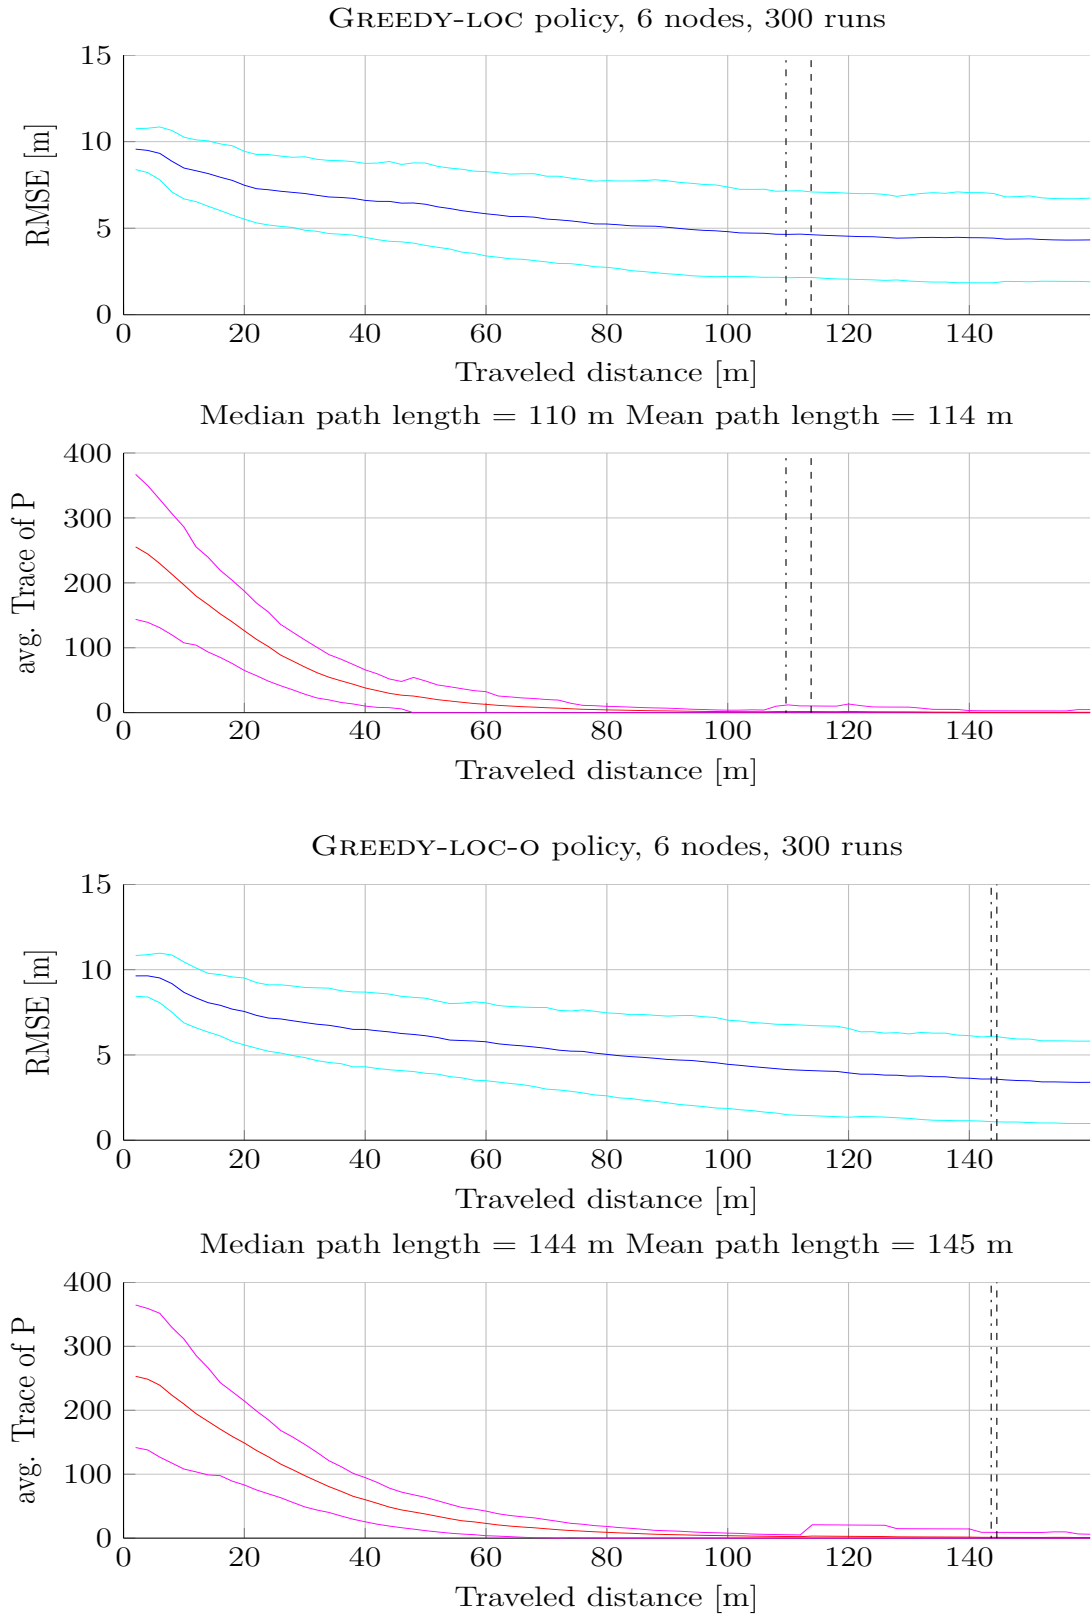 GREEDY-LOC policy, 6 nodes, 300 runs
15
10
5
0
RMSE [m]
0 20 40 60 80 100 120 140
Traveled distance [m]
Median path length = 110 m Mean path length = 114 m
400
300
200
100
0
avg. Trace of P
0 20 40 60 80 100 120 140
Traveled distance [m]
GREEDY-LOC-O policy, 6 nodes, 300 runs
15
10
5
0
RMSE [m]
0 20 40 60 80 100 120 140
Traveled distance [m]
Median path length = 144 m Mean path length = 145 m
400
300
200
100
0
avg. Trace of P
0 20 40 60 80 100 120 140
Traveled distance [m]